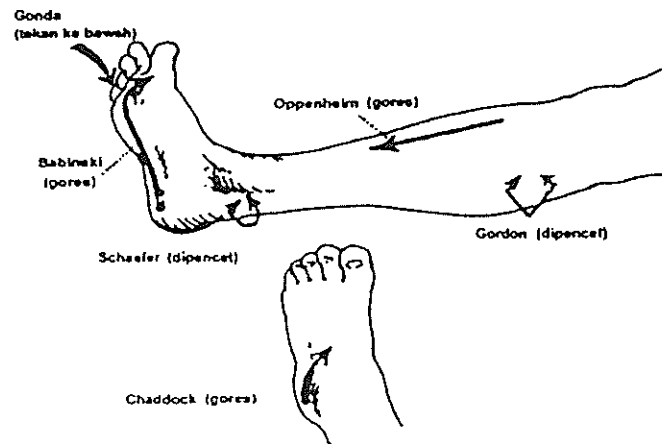 Gonda
(tekan ke bawah)
Oppenheim (gores)
Babinski
(gores)
Schaefer (dipencet)
Gordon (dipencet)
Chaddock (gores)